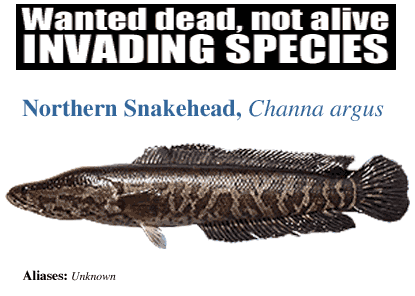 Wanted dead, not alive
INVADING SPECIES
Northern Snakehead, Channa argus
Aliases: Unknown